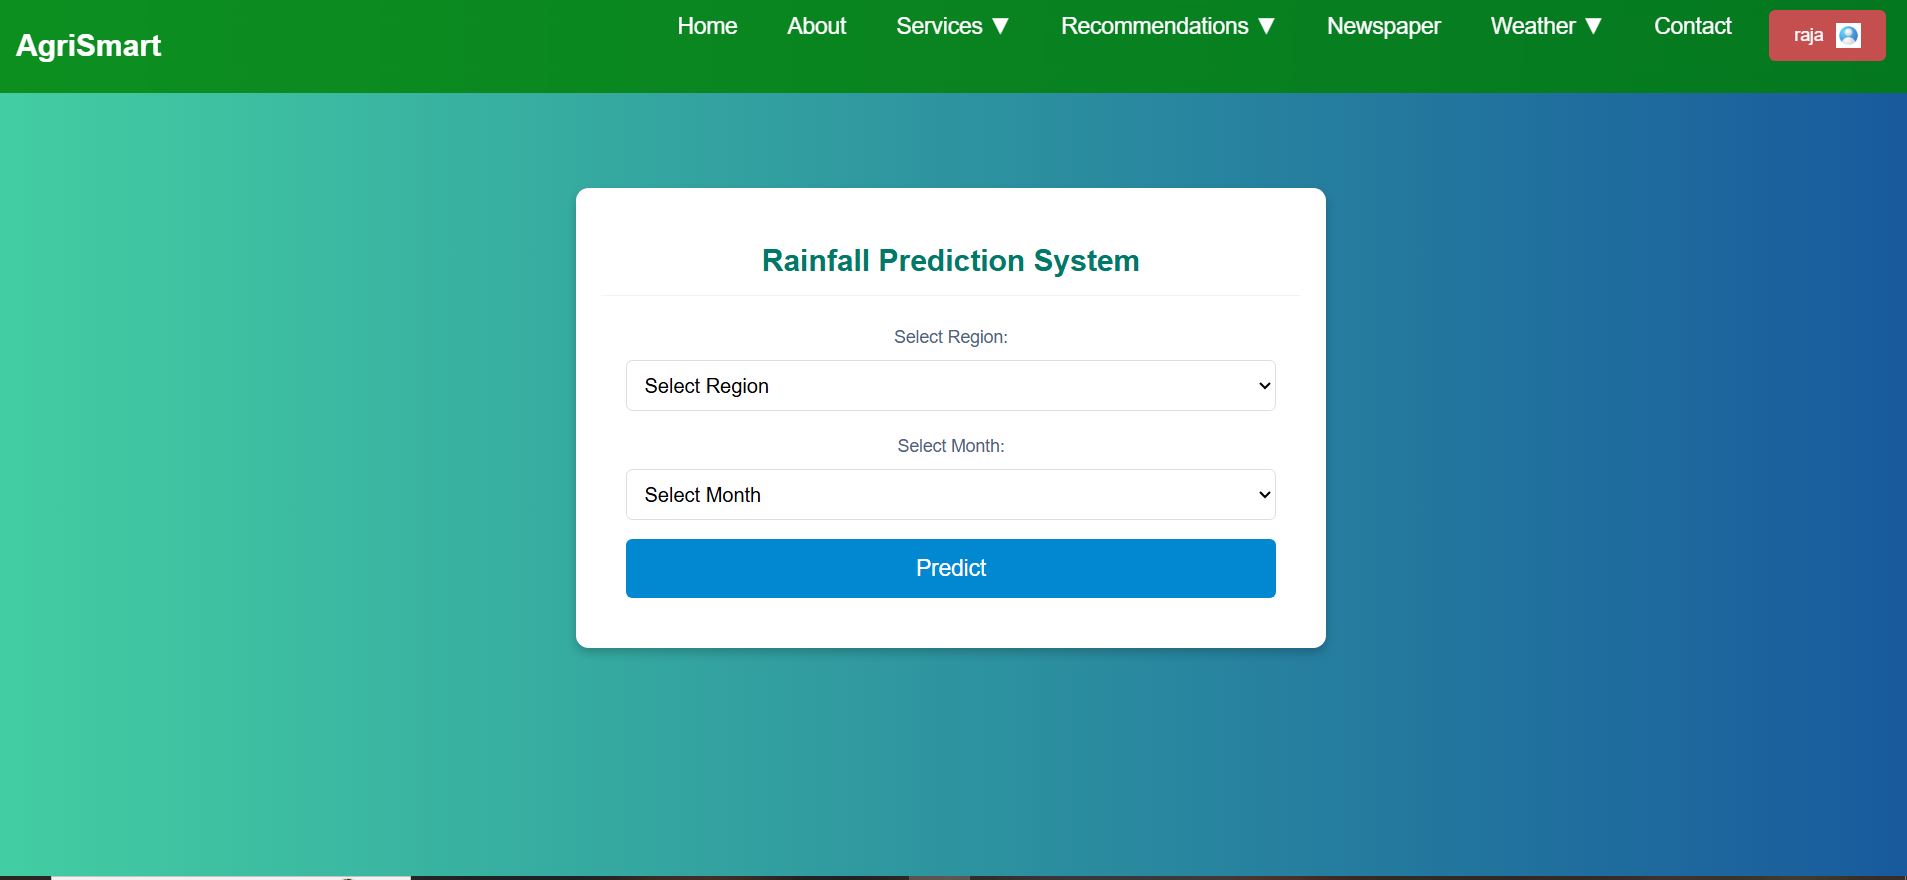 AgriSmart
Home About Services ▼ Recommendations ▼ Newspaper Weather ▼ Contact raja
Rainfall Prediction System
Select Region:
Select Region
Select Month:
Select Month
Predict